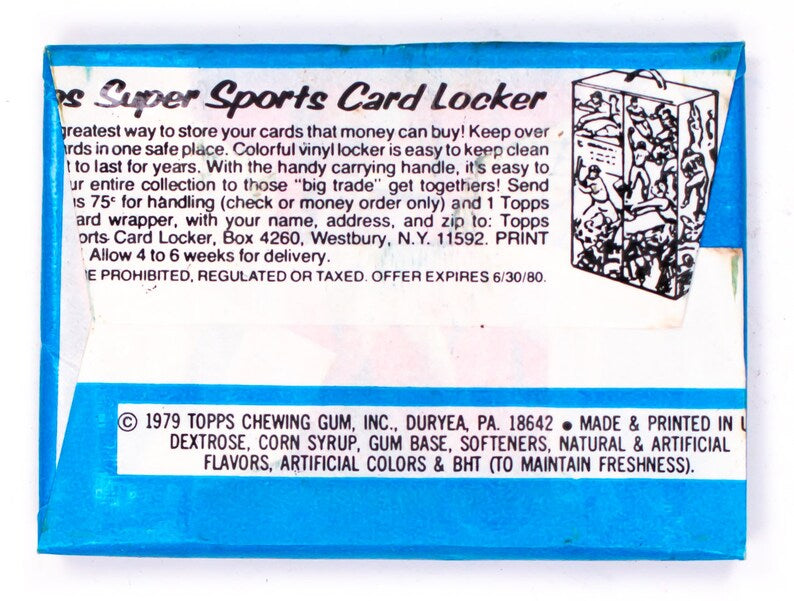 Super Sports Card Locker
greatest way to store your cards that money can buy! Keep over
in one safe place. Colorful vinyl locker is easy to keep clean
to last for years. With the handy carrying handle, it's easy to
entire collection to those "big trade" get togethers! Send
75¢ for handling (check or money order only) and 1 Topps
wrapper, with your name, address, and zip to: Topps
Card Locker, Box 4260, Westbury, N.Y. 11592. PRINT
Allow 4 to 6 weeks for delivery.
PROHIBITED, REGULATED OR TAXED. OFFER EXPIRES 6/30/80.
© 1979 TOPPS CHEWING GUM, INC., DURYEA, PA. 18642 ● MADE & PRINTED IN
DEXTROSE, CORN SYRUP, GUM BASE, SOFTENERS, NATURAL & ARTIFICIAL
FLAVORS, ARTIFICIAL COLORS & BHT (TO MAINTAIN FRESHNESS).